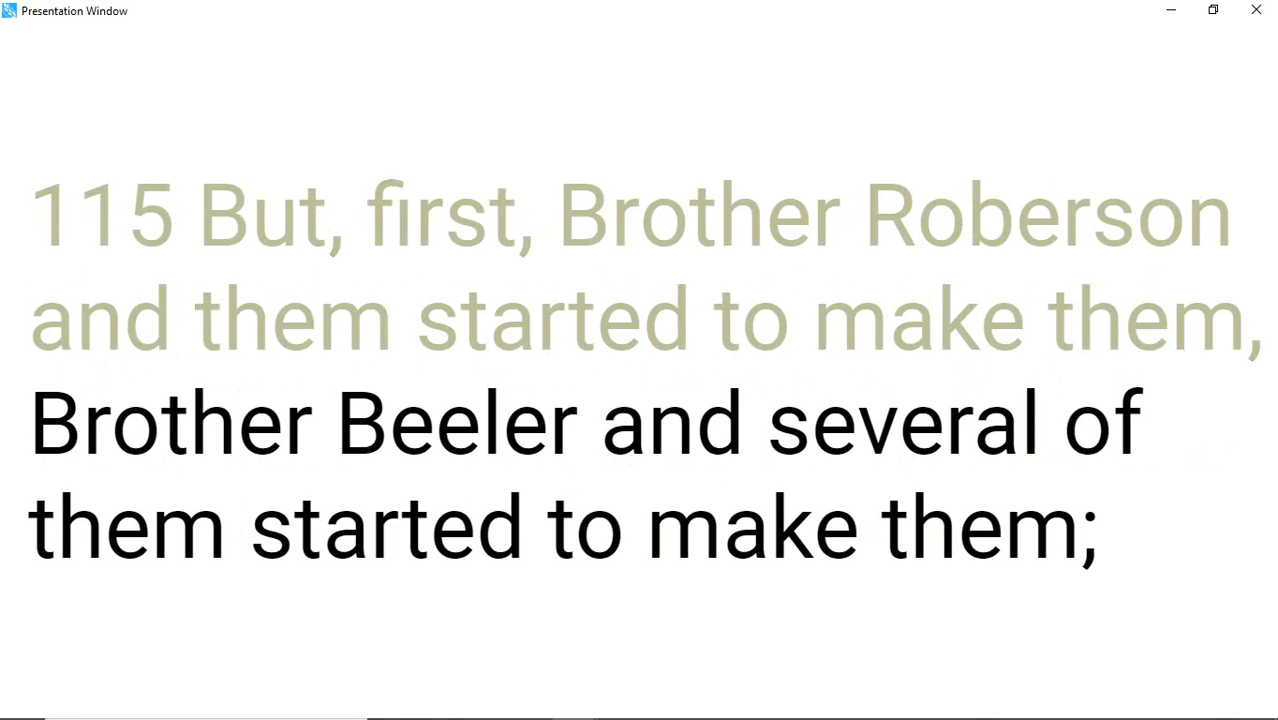 Presentation Window
115 But, first, Brother Roberson
and them started to make them,
Brother Beeler and several of
them started to make them;